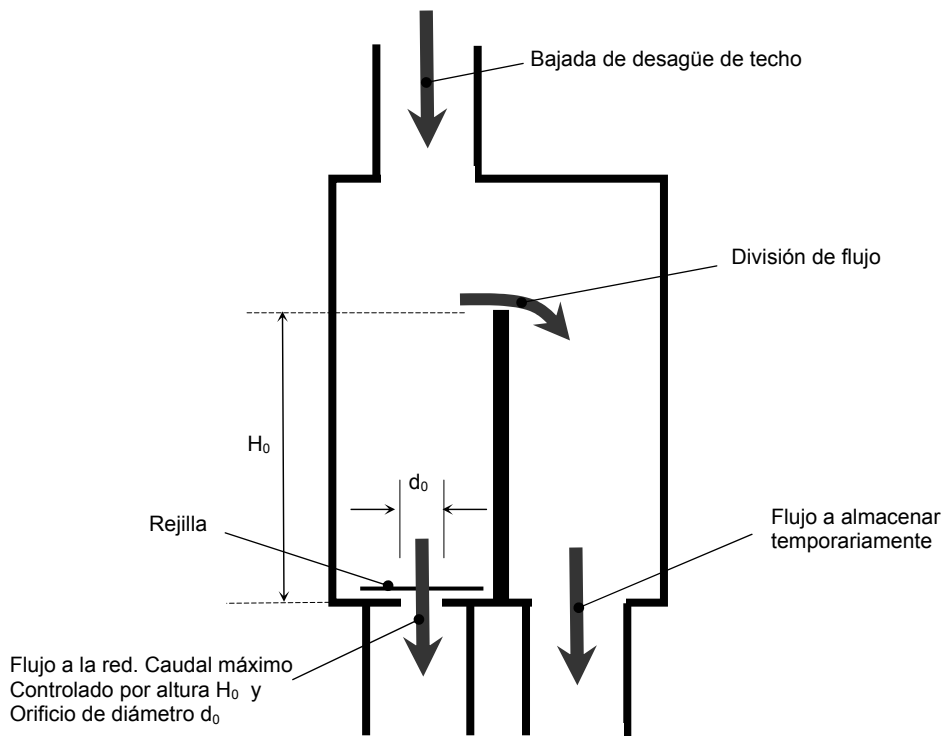 Bajada de desagüe de techo
División de flujo
H₀
d₀
Rejilla
Flujo a almacenar
temporariamente
Flujo a la red. Caudal máximo
Controlado por altura H₀ y
Orificio de diámetro d₀